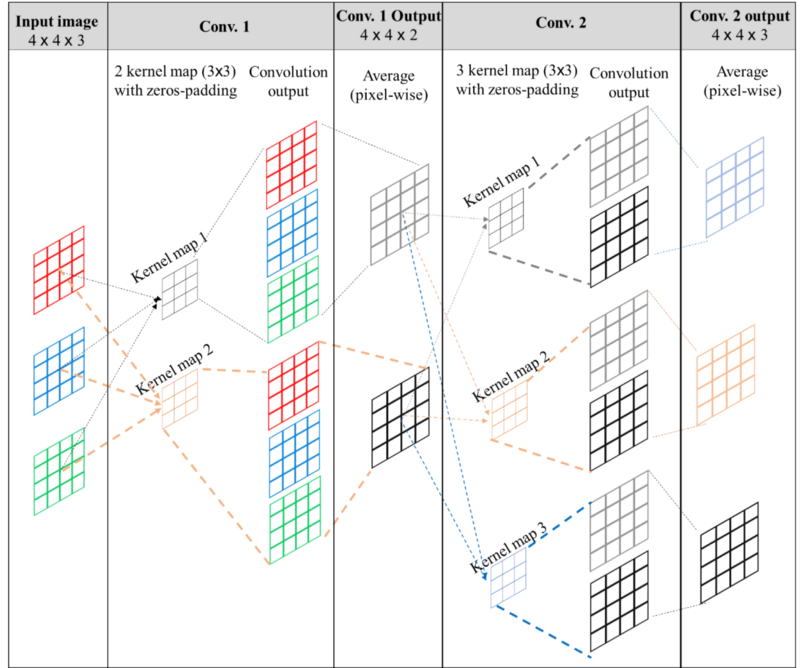 Input image
4 x 4 x 3
Conv. 1
Conv. 1 Output
4 x 4 x 2
Conv. 2
Conv. 2 output
4 x 4 x 3
2 kernel map (3x3)
with zeros-padding
Convolution
output
Average
(pixel-wise)
3 kernel map (3x3)
with zeros-padding
Convolution
output
Average
(pixel-wise)
Kernel map 1
Kernel map 2
Kernel map 1
Kernel map 2
Kernel map 3